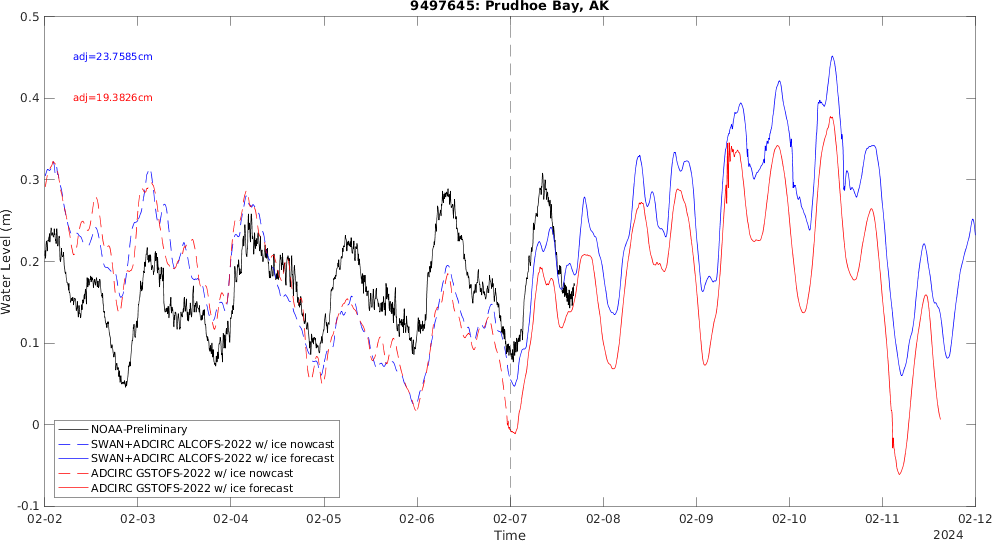 9497645: Prudhoe Bay, AK
0.5
adj=23.7585cm
0.4
adj=19.3826cm
0.3
0.2
Water Level (m)
0.1
0
-0.1
NOAA-Preliminary
SWAN+ADCIRC ALCOFS-2022 w/ ice nowcast
SWAN+ADCIRC ALCOFS-2022 w/ ice forecast
ADCIRC GSTOFS-2022 w/ ice nowcast
ADCIRC GSTOFS-2022 w/ ice forecast
02-02 02-03 02-04 02-05 02-06 02-07 02-08 02-09 02-10 02-11 02-12
Time
2024